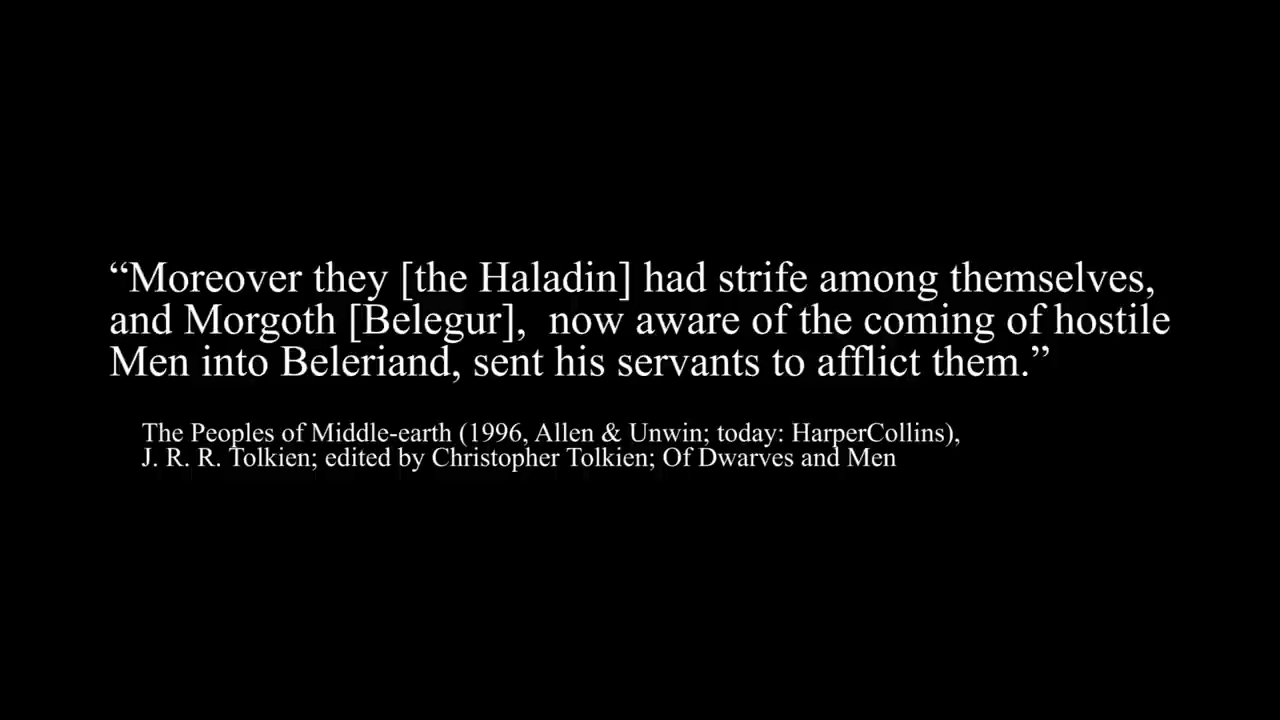 “Moreover they [the Haladin] had strife among themselves,
and Morgoth [Belegur],  now aware of the coming of hostile
Men into Beleriand, sent his servants to afflict them.”
The Peoples of Middle-earth (1996, Allen & Unwin; today: HarperCollins),
J. R. R. Tolkien; edited by Christopher Tolkien; Of Dwarves and Men